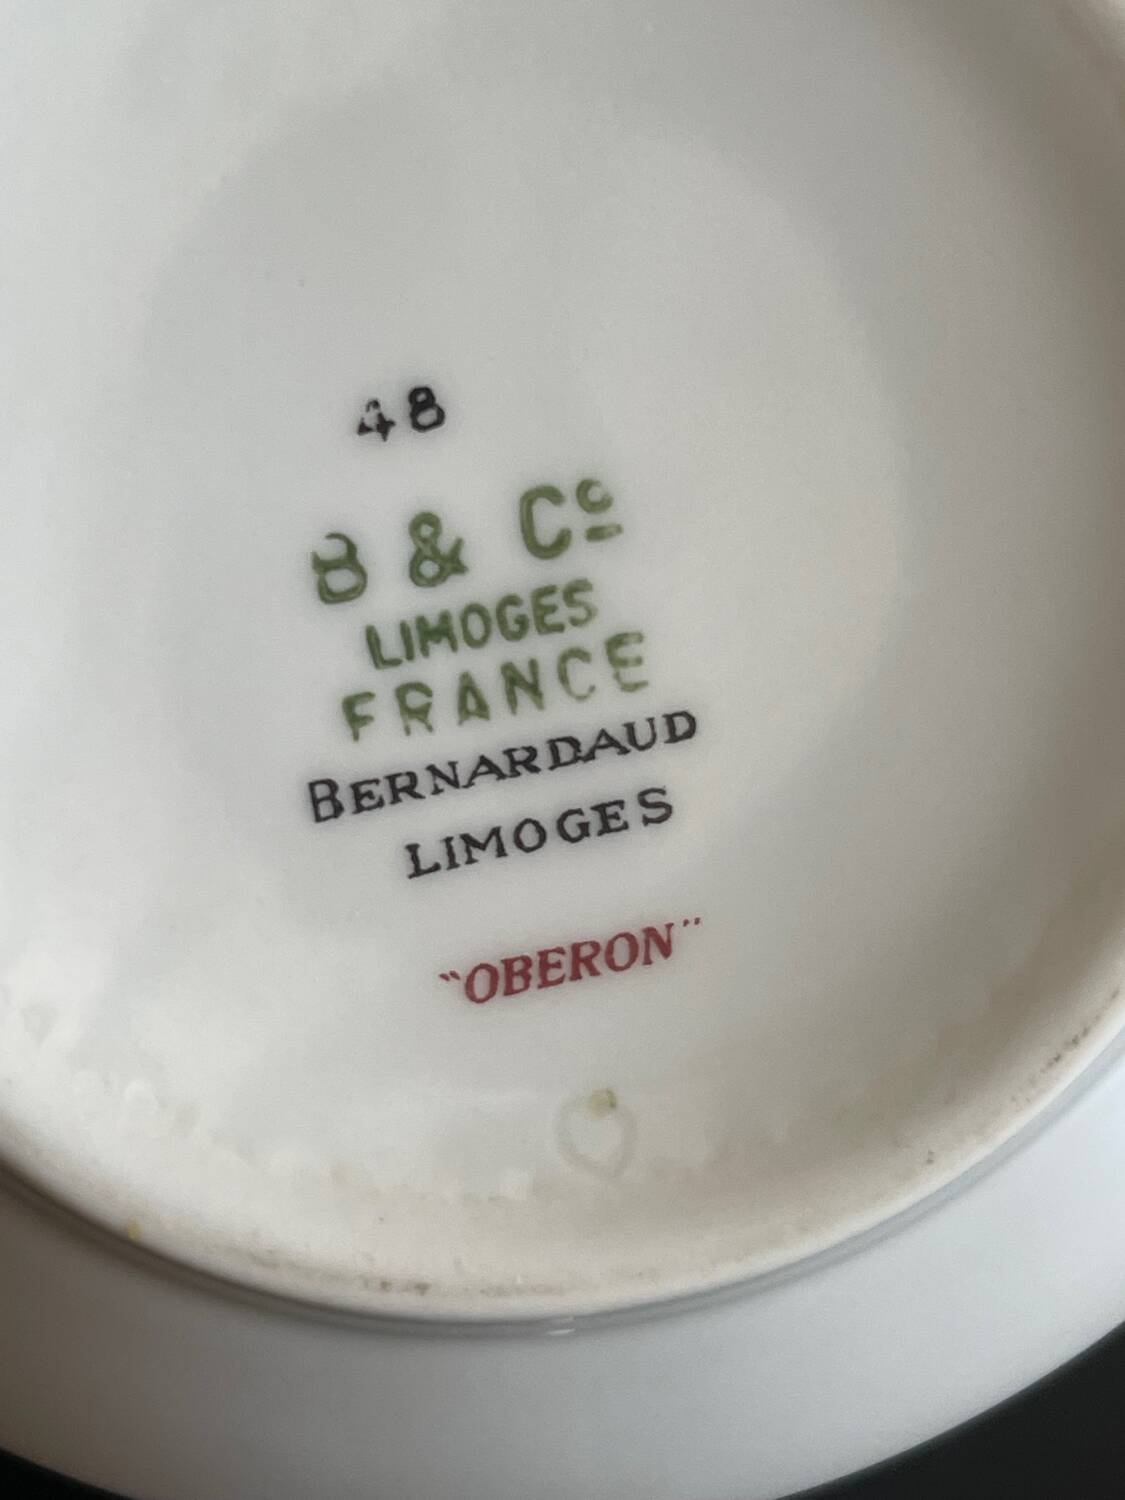 48
B & Cº
LIMOGES
FRANCE
BERNARDAUD
LIMOGES
"OBERON"